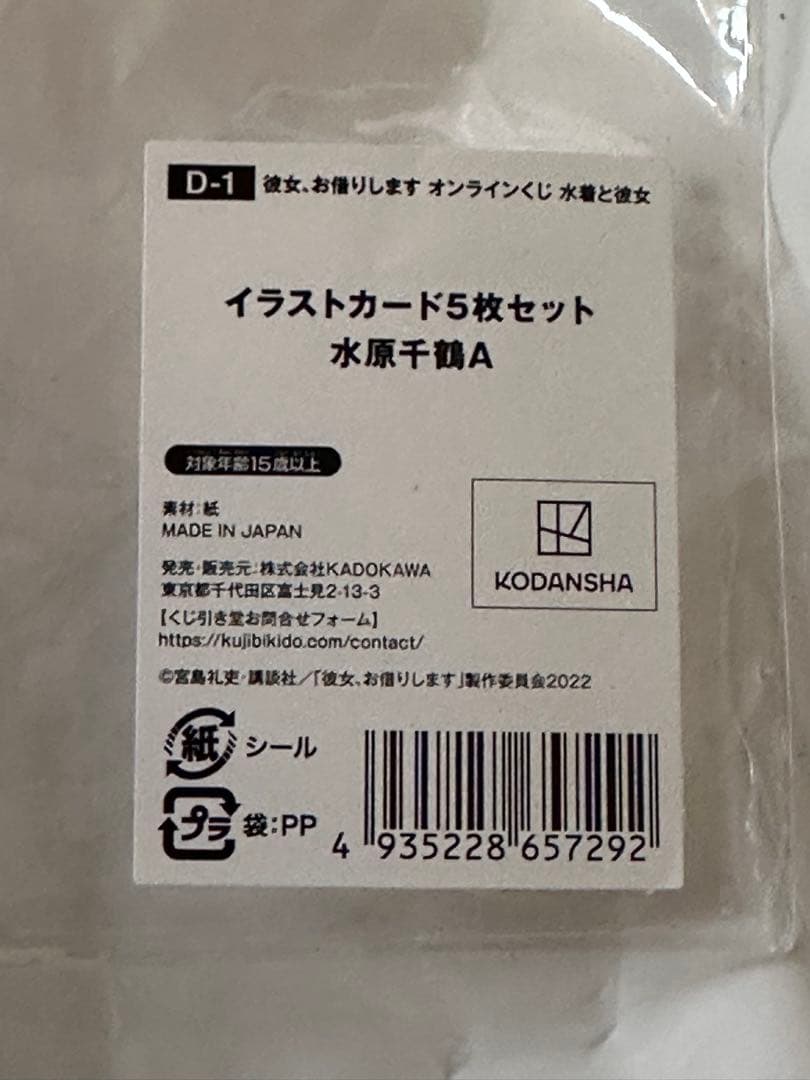 D-1 彼女、お借りします オンラインくじ 水着と彼女
イラストカード5枚セット
水原千鶴A
対象年齢15歳以上
素材：紙
MADE IN JAPAN
発売・販売元：株式会社KADOKAWA
東京都千代田区富士見2-13-3
【くじ引き堂お問合せフォーム】
https://kujibikido.com/contact/
KODANSHA
©宮島礼吏・講談社／「彼女、お借りします」製作委員会2022
紙 シール
プラ 袋：PP
4 935228 657292